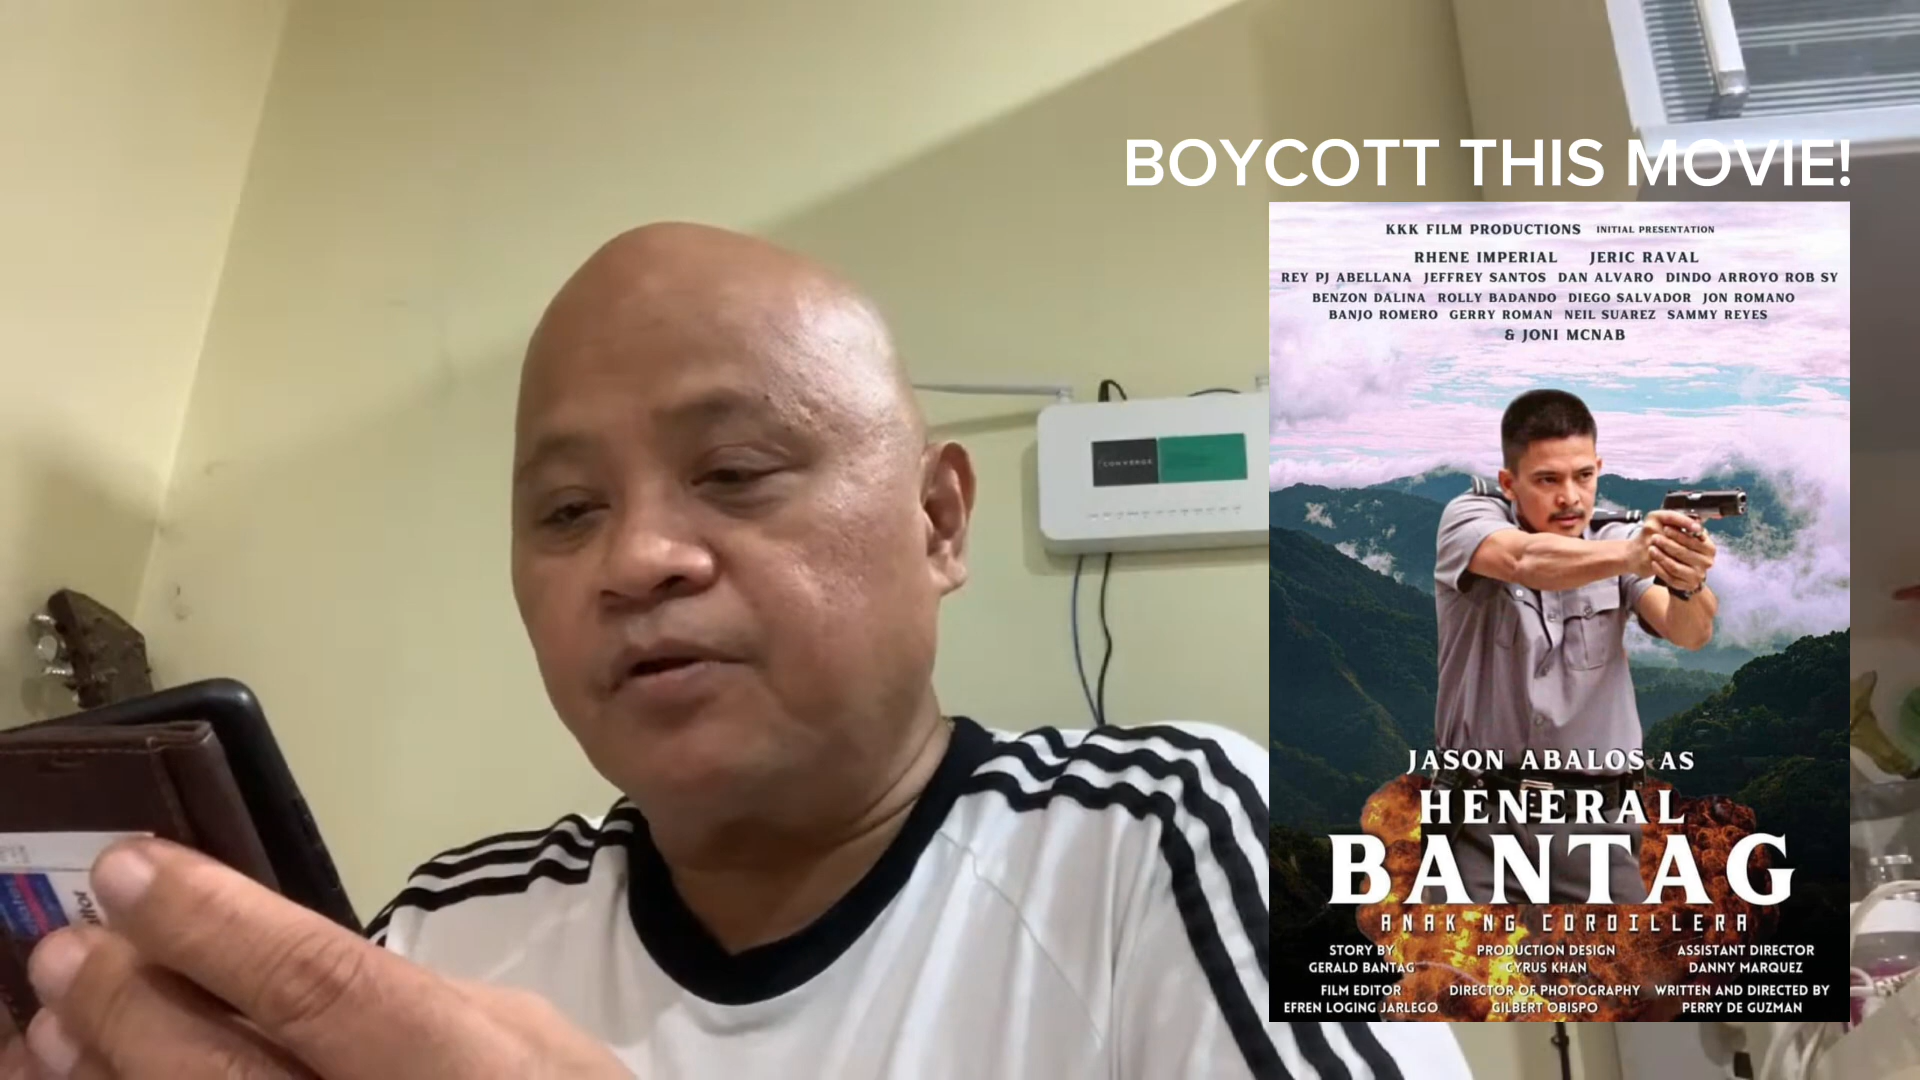 BOYCOTT THIS MOVIE!
KKK FILM PRODUCTIONS INITIAL PRESENTATION
RHENE IMPERIAL JERIC RAVAL
REY PJ ABELLANA JEFFREY SANTOS DAN ALVARO DINDO ARROYO ROB SY
BENZON DALINA ROLLY BADANDO DIEGO SALVADOR JON ROMANO
BANJO ROMERO GERRY ROMAN NEIL SUAREZ SAMMY REYES
& JONI MCNAB
CONVERGE
JASON ABALOS AS
HENERAL
BANTAG
ANAK NG CORDILLERA
STORY BY
GERALD BANTAG
PRODUCTION DESIGN
CYRUS KHAN
ASSISTANT DIRECTOR
DANNY MARQUEZ
FILM EDITOR
EFREN LOGING JARLEGO
DIRECTOR OF PHOTOGRAPHY
GILBERT OBISPO
WRITTEN AND DIRECTED BY
PERRY DE GUZMAN